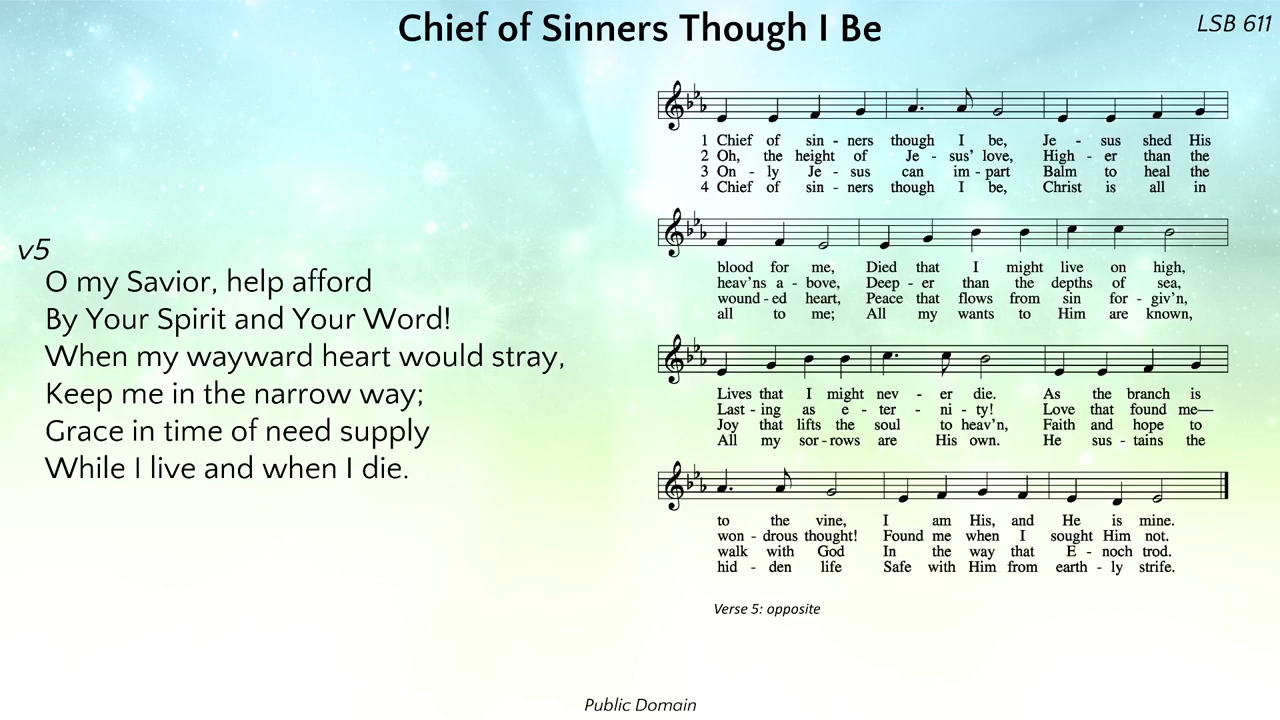 Chief of Sinners Though I Be
LSB 611
v5
O my Savior, help afford
By Your Spirit and Your Word!
When my wayward heart would stray,
Keep me in the narrow way;
Grace in time of need supply
While I live and when I die.
1 Chief of sin - ners though I be, Je - sus shed His
2 Oh, the height of Je - sus' love, High - er than the
3 On - ly Je - sus can im - part Balm to heal the
4 Chief of sin - ners though I be, Christ is all in
blood for me, Died that I might live on high,
heav'ns a - bove, Deep - er than the depths of sea,
wound - ed heart, Peace that flows from sin for - giv'n,
all to me; All my wants to Him are known,
Lives that I might nev - er die. As the branch is
Last - ing as e - ter - ni - ty! Love that found me—
Joy that lifts the soul to heav'n, Faith and hope to
All my sor - rows are His own. He sus - tains the
to the vine, I am His, and He is mine.
won - drous thought! Found me when I sought Him not.
walk with God In the way that E - noch trod.
hid - den life Safe with Him from earth - ly strife.
Verse 5: opposite
Public Domain